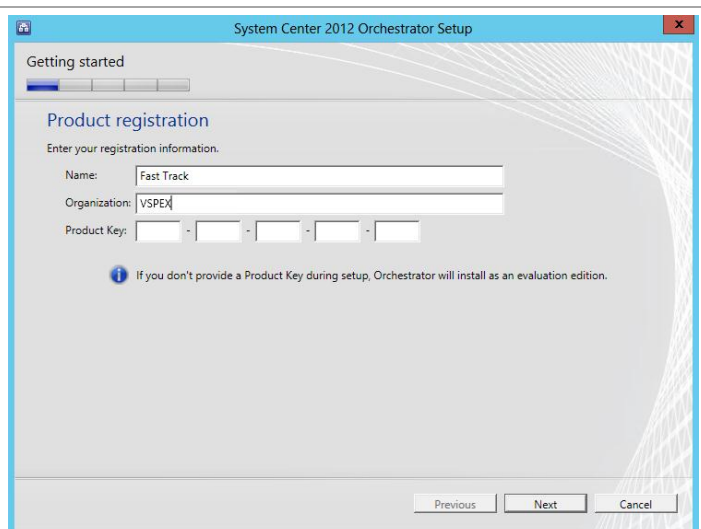 System Center 2012 Orchestrator Setup
x
Getting started
Product registration
Enter your registration information.
Name: Fast Track
Organization: VSPEX
Product Key: - - - -
i If you don't provide a Product Key during setup, Orchestrator will install as an evaluation edition.
Previous Next Cancel